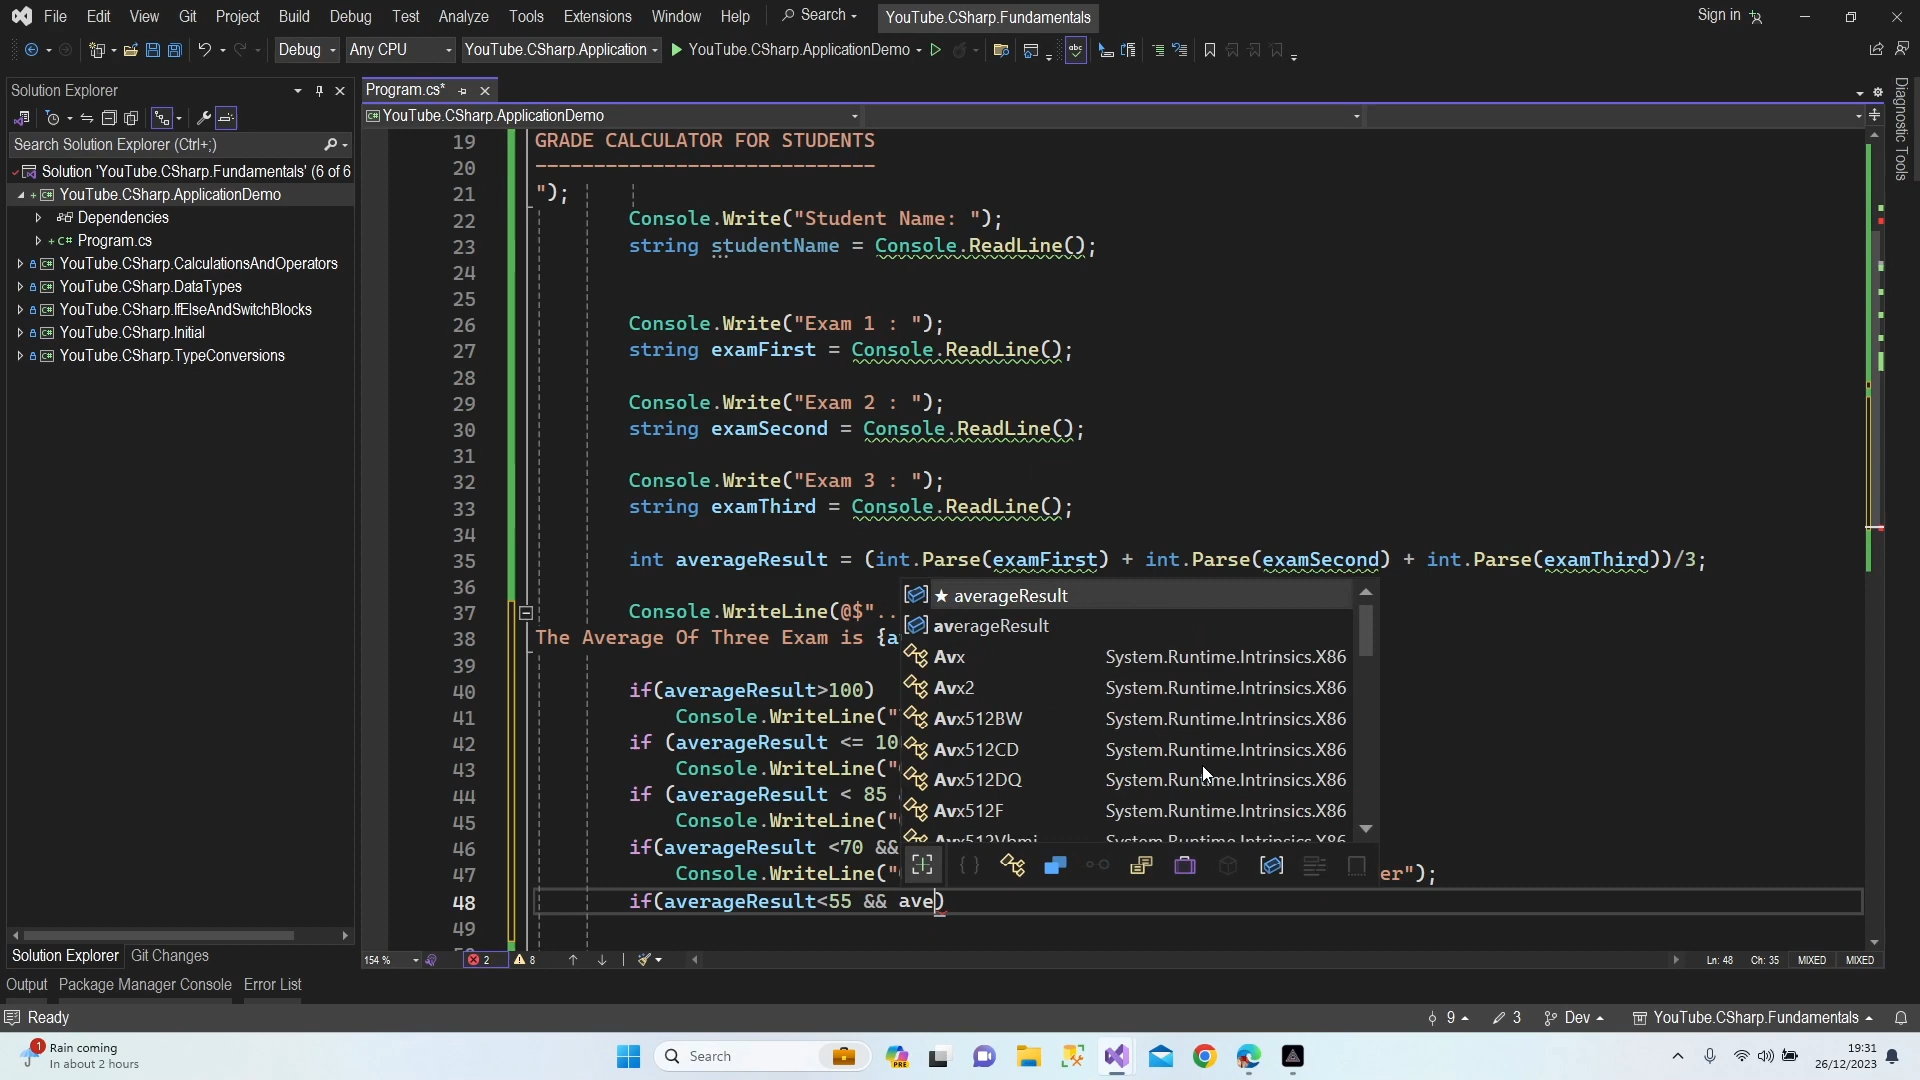 File Edit View Git Project Build Debug Test Analyze Tools Extensions Window Help Search YouTube.CSharp.Fundamentals Sign in
Debug Any CPU YouTube.CSharp.Application YouTube.CSharp.ApplicationDemo
Solution Explorer
Search Solution Explorer (Ctrl+;)
Solution 'YouTube.CSharp.Fundamentals' (6 of 6
YouTube.CSharp.ApplicationDemo
Dependencies
Program.cs
YouTube.CSharp.CalculationsAndOperators
YouTube.CSharp.DataTypes
YouTube.CSharp.IfElseAndSwitchBlocks
YouTube.CSharp.Initial
YouTube.CSharp.TypeConversions
Solution Explorer Git Changes
Program.cs*
YouTube.CSharp.ApplicationDemo
19 GRADE CALCULATOR FOR STUDENTS
20 -----------------------------
21 ");
22 Console.Write("Student Name: ");
23 string studentName = Console.ReadLine();
24
25
26 Console.Write("Exam 1 : ");
27 string examFirst = Console.ReadLine();
28
29 Console.Write("Exam 2 : ");
30 string examSecond = Console.ReadLine();
31
32 Console.Write("Exam 3 : ");
33 string examThird = Console.ReadLine();
34
35 int averageResult = (int.Parse(examFirst) + int.Parse(examSecond) + int.Parse(examThird))/3;
36
37 Console.WriteLine(@$"..
38 The Average Of Three Exam is {a
39
40 if(averageResult>100)
41 Console.WriteLine("
42 if (averageResult <= 10
43 Console.WriteLine("
44 if (averageResult < 85
45 Console.WriteLine("
46 if(averageResult <70 &&
47 Console.WriteLine(" er");
48 if(averageResult<55 && ave)
49
★ averageResult
averageResult
Avx System.Runtime.Intrinsics.X86
Avx2 System.Runtime.Intrinsics.X86
Avx512BW System.Runtime.Intrinsics.X86
Avx512CD System.Runtime.Intrinsics.X86
Avx512DQ System.Runtime.Intrinsics.X86
Avx512F System.Runtime.Intrinsics.X86
Avx512Vbmi System.Runtime.Intrinsics.X86
Diagnostic Tools
154 % 2 8 Ln: 48 Ch: 35 MIXED MIXED
Output Package Manager Console Error List
Ready 9 3 Dev YouTube.CSharp.Fundamentals
1 Rain coming
In about 2 hours
Search
PRE
19:31
26/12/2023